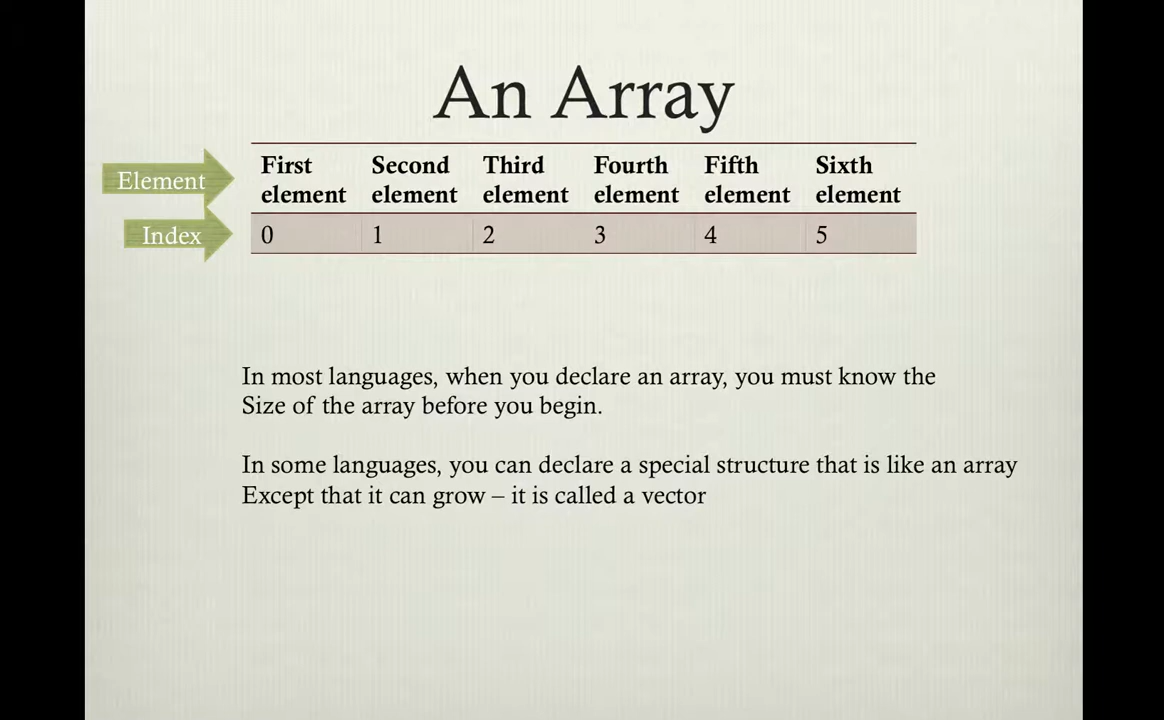 An Array
Element
First element Second element Third element Fourth element Fifth element Sixth element
Index
0 1 2 3 4 5
In most languages, when you declare an array, you must know the
Size of the array before you begin.
In some languages, you can declare a special structure that is like an array
Except that it can grow – it is called a vector